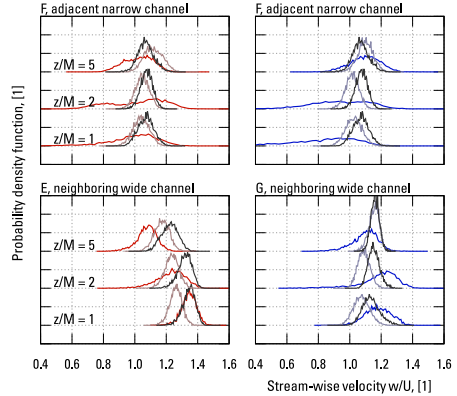 F, adjacent narrow channel
F, adjacent narrow channel
Probability density function, [1]
z/M = 5
z/M = 2
z/M = 1
E, neighboring wide channel
G, neighboring wide channel
z/M = 5
z/M = 2
z/M = 1
0.4 0.6 0.8 1.0 1.2 1.4 1.6
0.4 0.6 0.8 1.0 1.2 1.4 1.6
Stream-wise velocity w/U, [1]